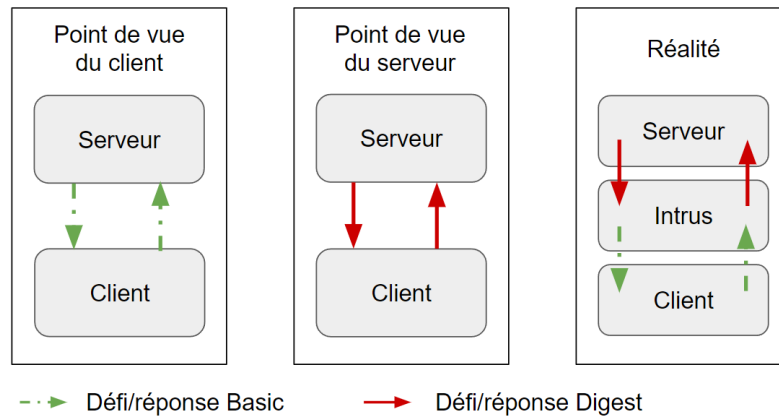 Point de vue
du client
Serveur
Client
Point de vue
du serveur
Serveur
Client
Réalité
Serveur
Intrus
Client
Défi/réponse Basic
Défi/réponse Digest